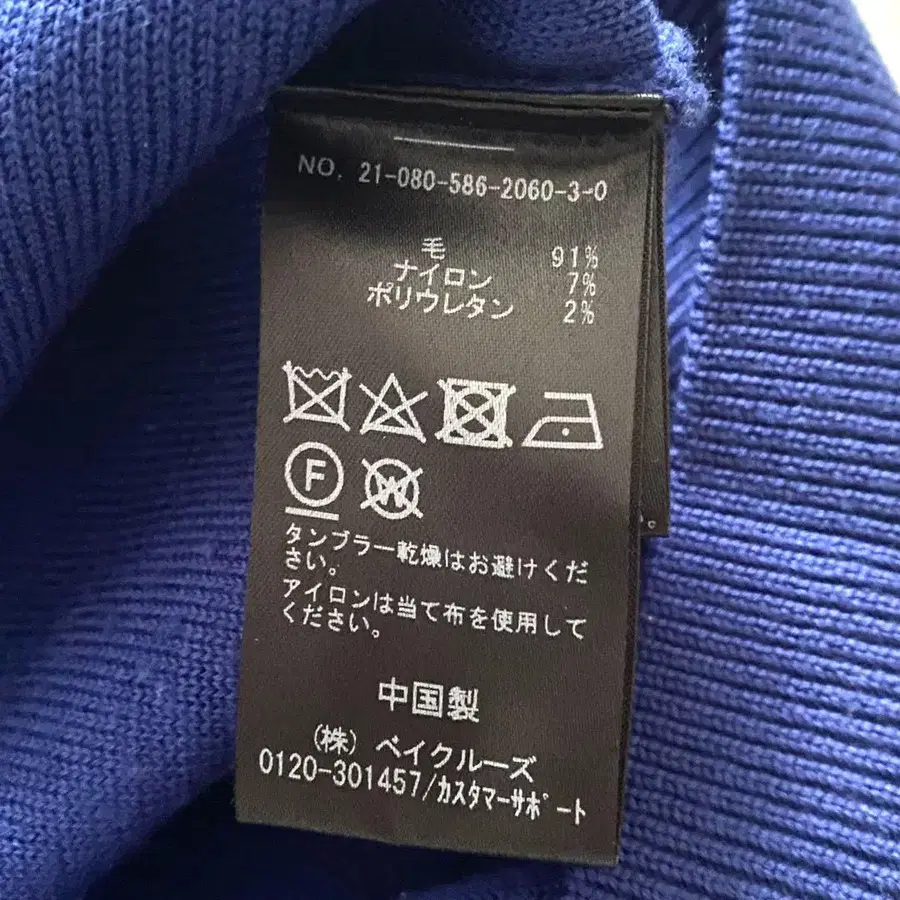 NO. 21-080-586-2060-3-0
毛 91%
ナイロン 7%
ポリウレタン 2%
F
W
タンブラー乾燥はお避けくだ
さい。
アイロンは当て布を使用して
ください。
中国製
(株) ベイクルーズ
0120-301457/カスタマーサポート